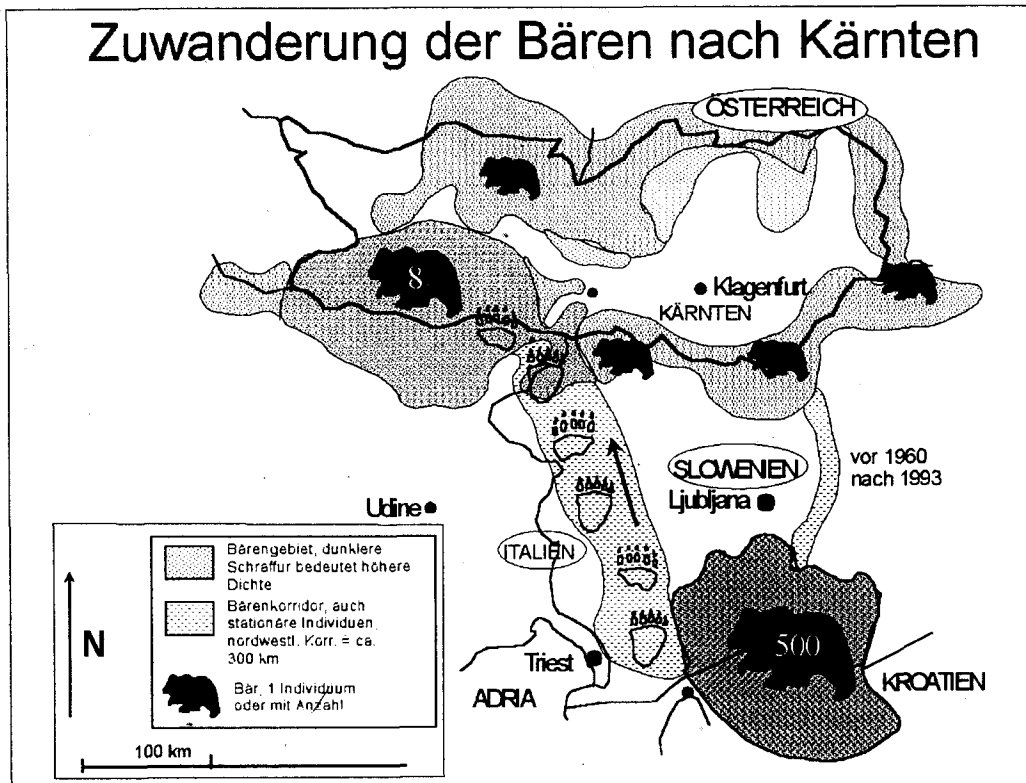 Zuwanderung der Bären nach Kärnten
ÖSTERREICH
8
Klagenfurt
KÄRNTEN
SLOWENIEN
Ljubljana
vor 1960
nach 1993
Udine
ITALIEN
Triest
ADRIA
500
KROATIEN
Bärengebiet, dunklere
Schraffur bedeutet höhere
Dichte
Bärenkorridor, auch
stationäre Individuen,
nordwestl. Korr. = ca.
300 km
Bär, 1 Individuum
oder mit Anzahl
N
100 km